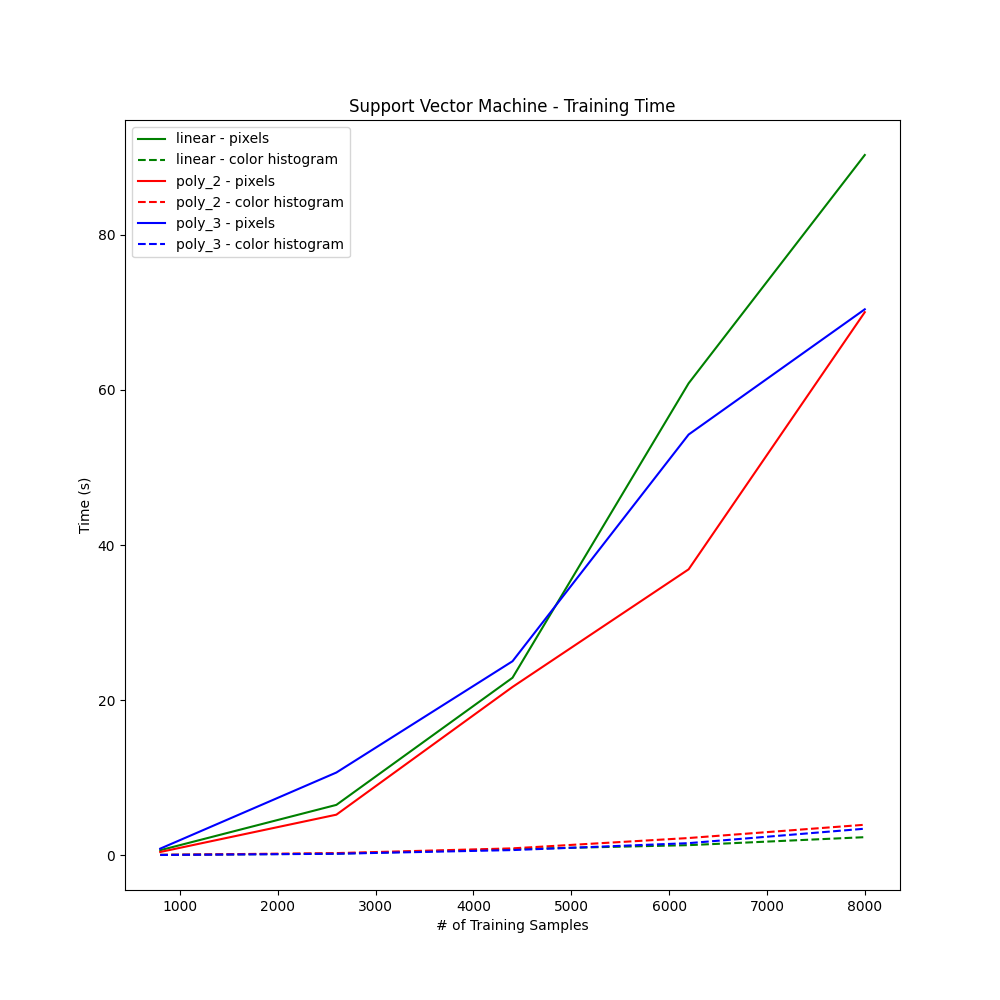 Support Vector Machine - Training Time
linear - pixels
linear - color histogram
poly_2 - pixels
poly_2 - color histogram
poly_3 - pixels
poly_3 - color histogram
Time (s)
80
60
40
20
0
1000 2000 3000 4000 5000 6000 7000 8000
# of Training Samples